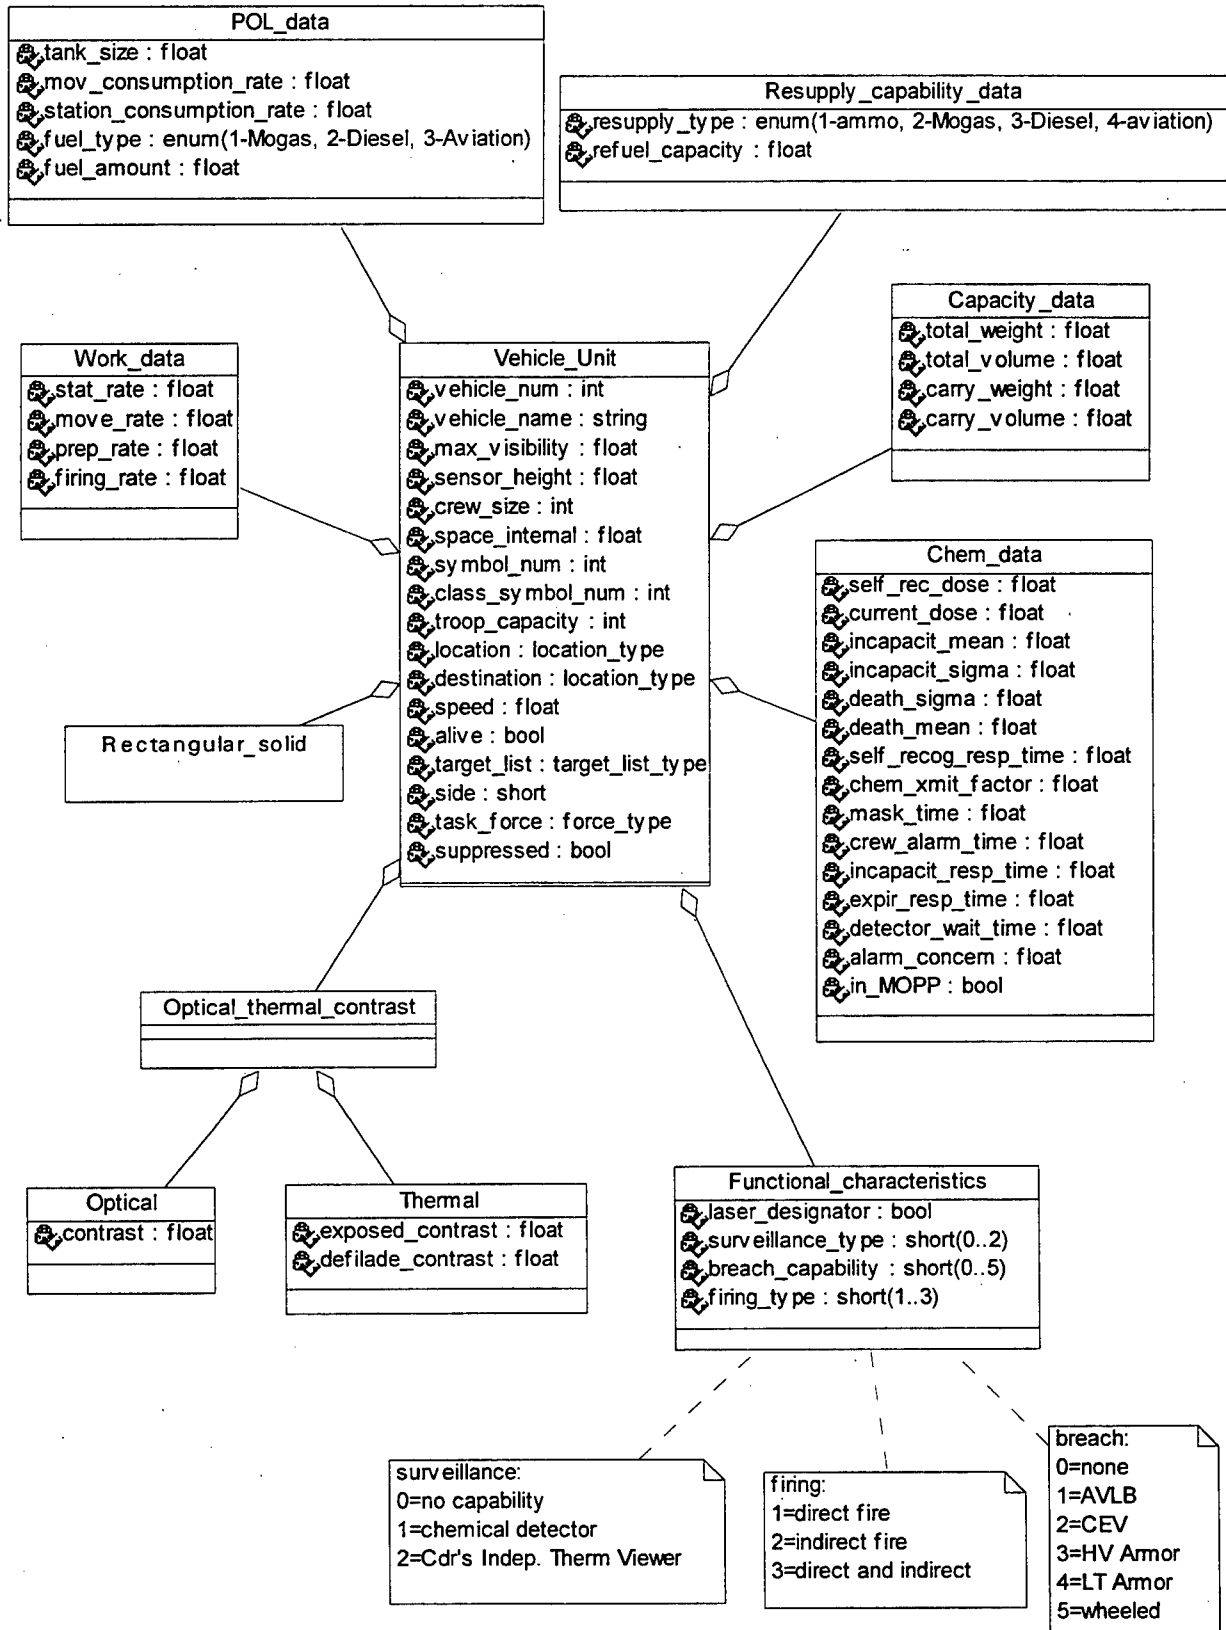 POL_data
tank_size : float
mov_consumption_rate : float
station_consumption_rate : float
fuel_type : enum(1-Mogas, 2-Diesel, 3-Aviation)
fuel_amount : float
Resupply_capability_data
resupply_type : enum(1-ammo, 2-Mogas, 3-Diesel, 4-aviation)
refuel_capacity : float
Capacity_data
total_weight : float
total_volume : float
carry_weight : float
carry_volume : float
Work_data
stat_rate : float
move_rate : float
prep_rate : float
firing_rate : float
Vehicle_Unit
vehicle_num : int
vehicle_name : string
max_visibility : float
sensor_height : float
crew_size : int
space_internal : float
symbol_num : int
class_symbol_num : int
troop_capacity : int
location : location_type
destination : location_type
speed : float
alive : bool
target_list : target_list_type
side : short
task_force : force_type
suppressed : bool
Chem_data
self_rec_dose : float
current_dose : float
incapacit_mean : float
incapacit_sigma : float
death_sigma : float
death_mean : float
self_recog_resp_time : float
chem_xmit_factor : float
mask_time : float
crew_alarm_time : float
incapacit_resp_time : float
expir_resp_time : float
detector_wait_time : float
alarm_concern : float
in_MOPP : bool
Rectangular_solid
Optical_thermal_contrast
Optical
contrast : float
Thermal
exposed_contrast : float
defilade_contrast : float
Functional_characteristics
laser_designator : bool
surveillance_type : short(0..2)
breach_capability : short(0..5)
firing_type : short(1..3)
surveillance:
0=no capability
1=chemical detector
2=Cdr's Indep. Therm Viewer
firing:
1=direct fire
2=indirect fire
3=direct and indirect
breach:
0=none
1=AVLB
2=CEV
3=HV Armor
4=LT Armor
5=wheeled